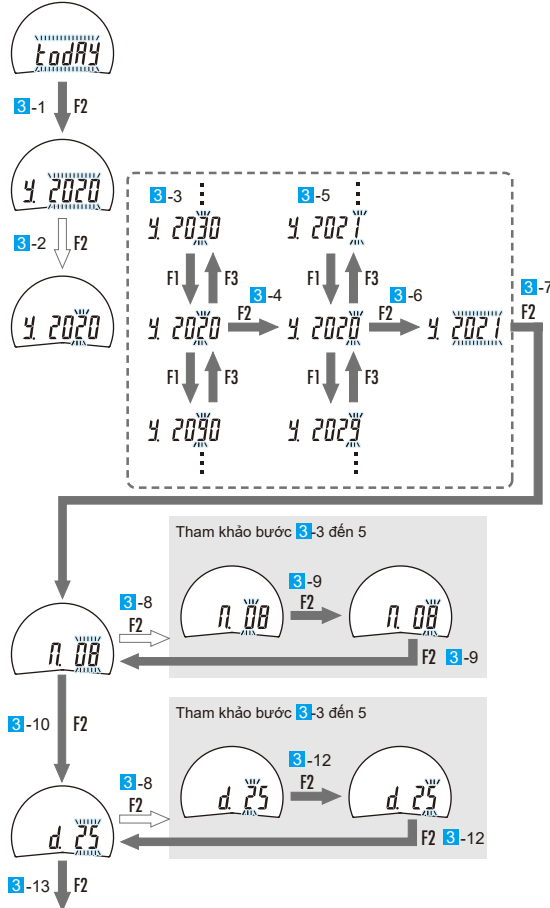 todAY
3-1 F2
y. 2020
3-2 F2
y. 2020
3-3
y. 2030
F1 F3
y. 2020
F1 F3
y. 2090
3-4
F2
3-5
y. 2021
F1 F3
y. 2020
F1 F3
y. 2029
3-6
F2
y. 2021
3-7
F2
Tham khảo bước 3-3 đến 5
n. 08
3-8
F2
n. 08
3-9
F2
n. 08
F2 3-9
3-10 F2
Tham khảo bước 3-3 đến 5
d. 25
3-8
F2
d. 25
3-12
F2
d. 25
F2 3-12
3-13 F2